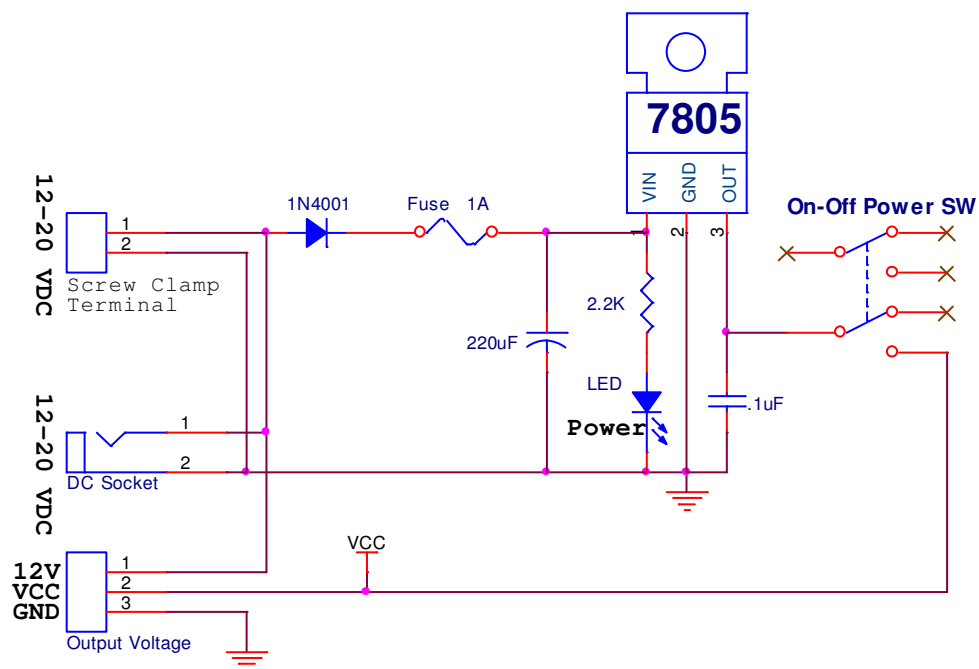 7805
VIN
GND
OUT
1
2
3
12-20 VDC
1
2
Screw Clamp
Terminal
1N4001
Fuse 1A
On-Off Power SW
220uF
2.2K
LED
Power
.1uF
12-20 VDC
1
2
DC Socket
VCC
12V
VCC
GND
1
2
3
Output Voltage